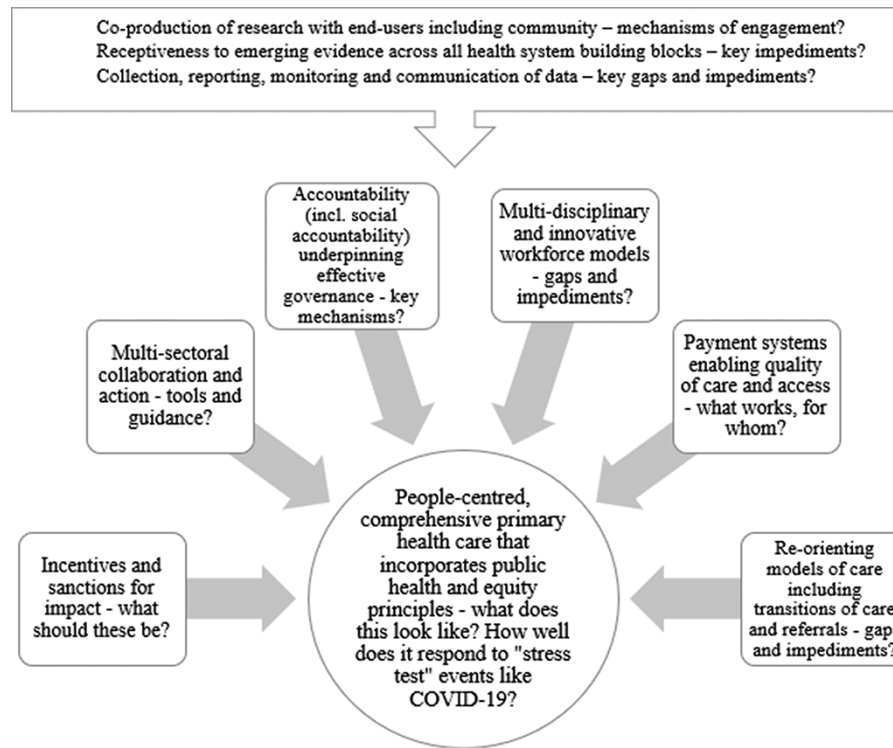 Co-production of research with end-users including community – mechanisms of engagement?
Receptiveness to emerging evidence across all health system building blocks – key impediments?
Collection, reporting, monitoring and communication of data – key gaps and impediments?
Accountability
(incl. social
accountability)
underpinning
effective
governance - key
mechanisms?
Multi-disciplinary
and innovative
workforce models
- gaps and
impediments?
Multi-sectoral
collaboration and
action - tools and
guidance?
Payment systems
enabling quality
of care and access
- what works, for
whom?
Incentives and
sanctions for
impact - what
should these be?
People-centred,
comprehensive primary
health care that
incorporates public
health and equity
principles - what does
this look like? How well
does it respond to "stress
test" events like
COVID-19?
Re-orienting
models of care
including
transitions of care
and referrals - gap
and impediments?